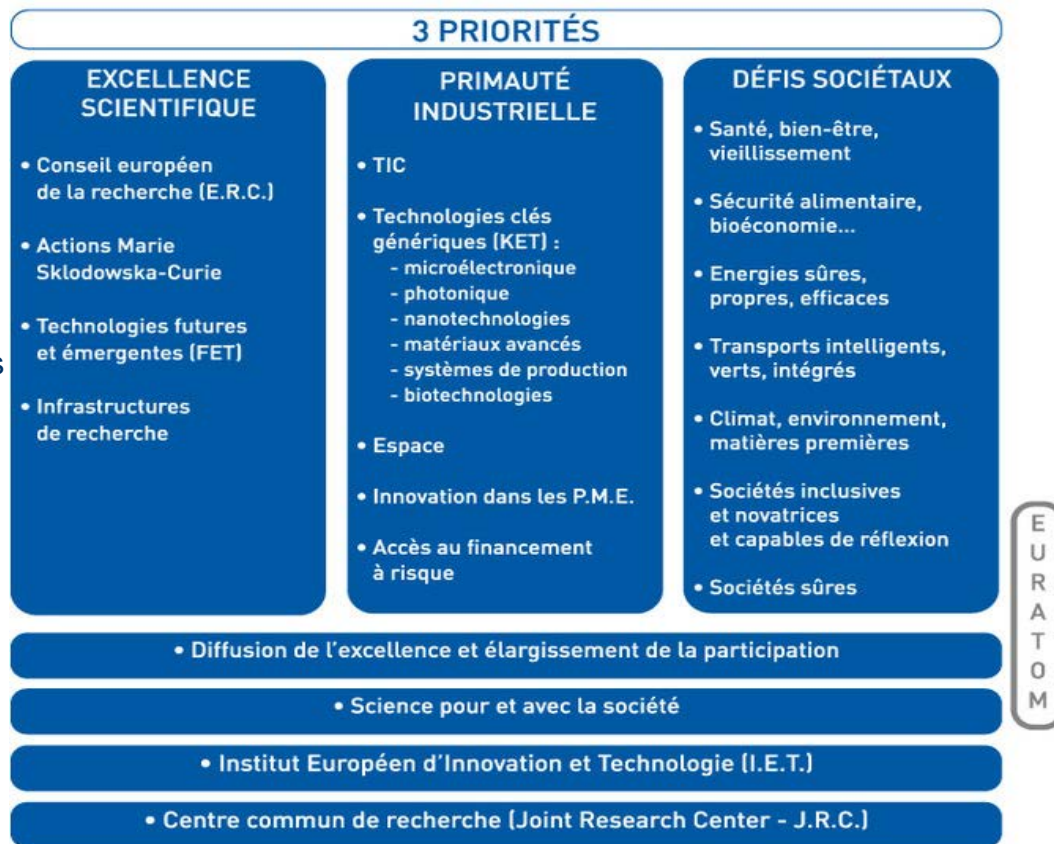 3 PRIORITÉS
EXCELLENCE
SCIENTIFIQUE
• Conseil européen
de la recherche (E.R.C.)
• Actions Marie
Sklodowska-Curie
• Technologies futures
et émergentes (FET)
• Infrastructures
de recherche
PRIMAUTÉ
INDUSTRIELLE
• TIC
• Technologies clés
génériques (KET) :
- microélectronique
- photonique
- nanotechnologies
- matériaux avancés
- systèmes de production
- biotechnologies
• Espace
• Innovation dans les P.M.E.
• Accès au financement
à risque
DÉFIS SOCIÉTAUX
• Santé, bien-être,
vieillissement
• Sécurité alimentaire,
bioéconomie...
• Energies sûres,
propres, efficaces
• Transports intelligents,
verts, intégrés
• Climat, environnement,
matières premières
• Sociétés inclusives
et novatrices
et capables de réflexion
• Sociétés sûres
• Diffusion de l'excellence et élargissement de la participation
• Science pour et avec la société
• Institut Européen d'Innovation et Technologie (I.E.T.)
• Centre commun de recherche (Joint Research Center - J.R.C.)
EURATOM
s